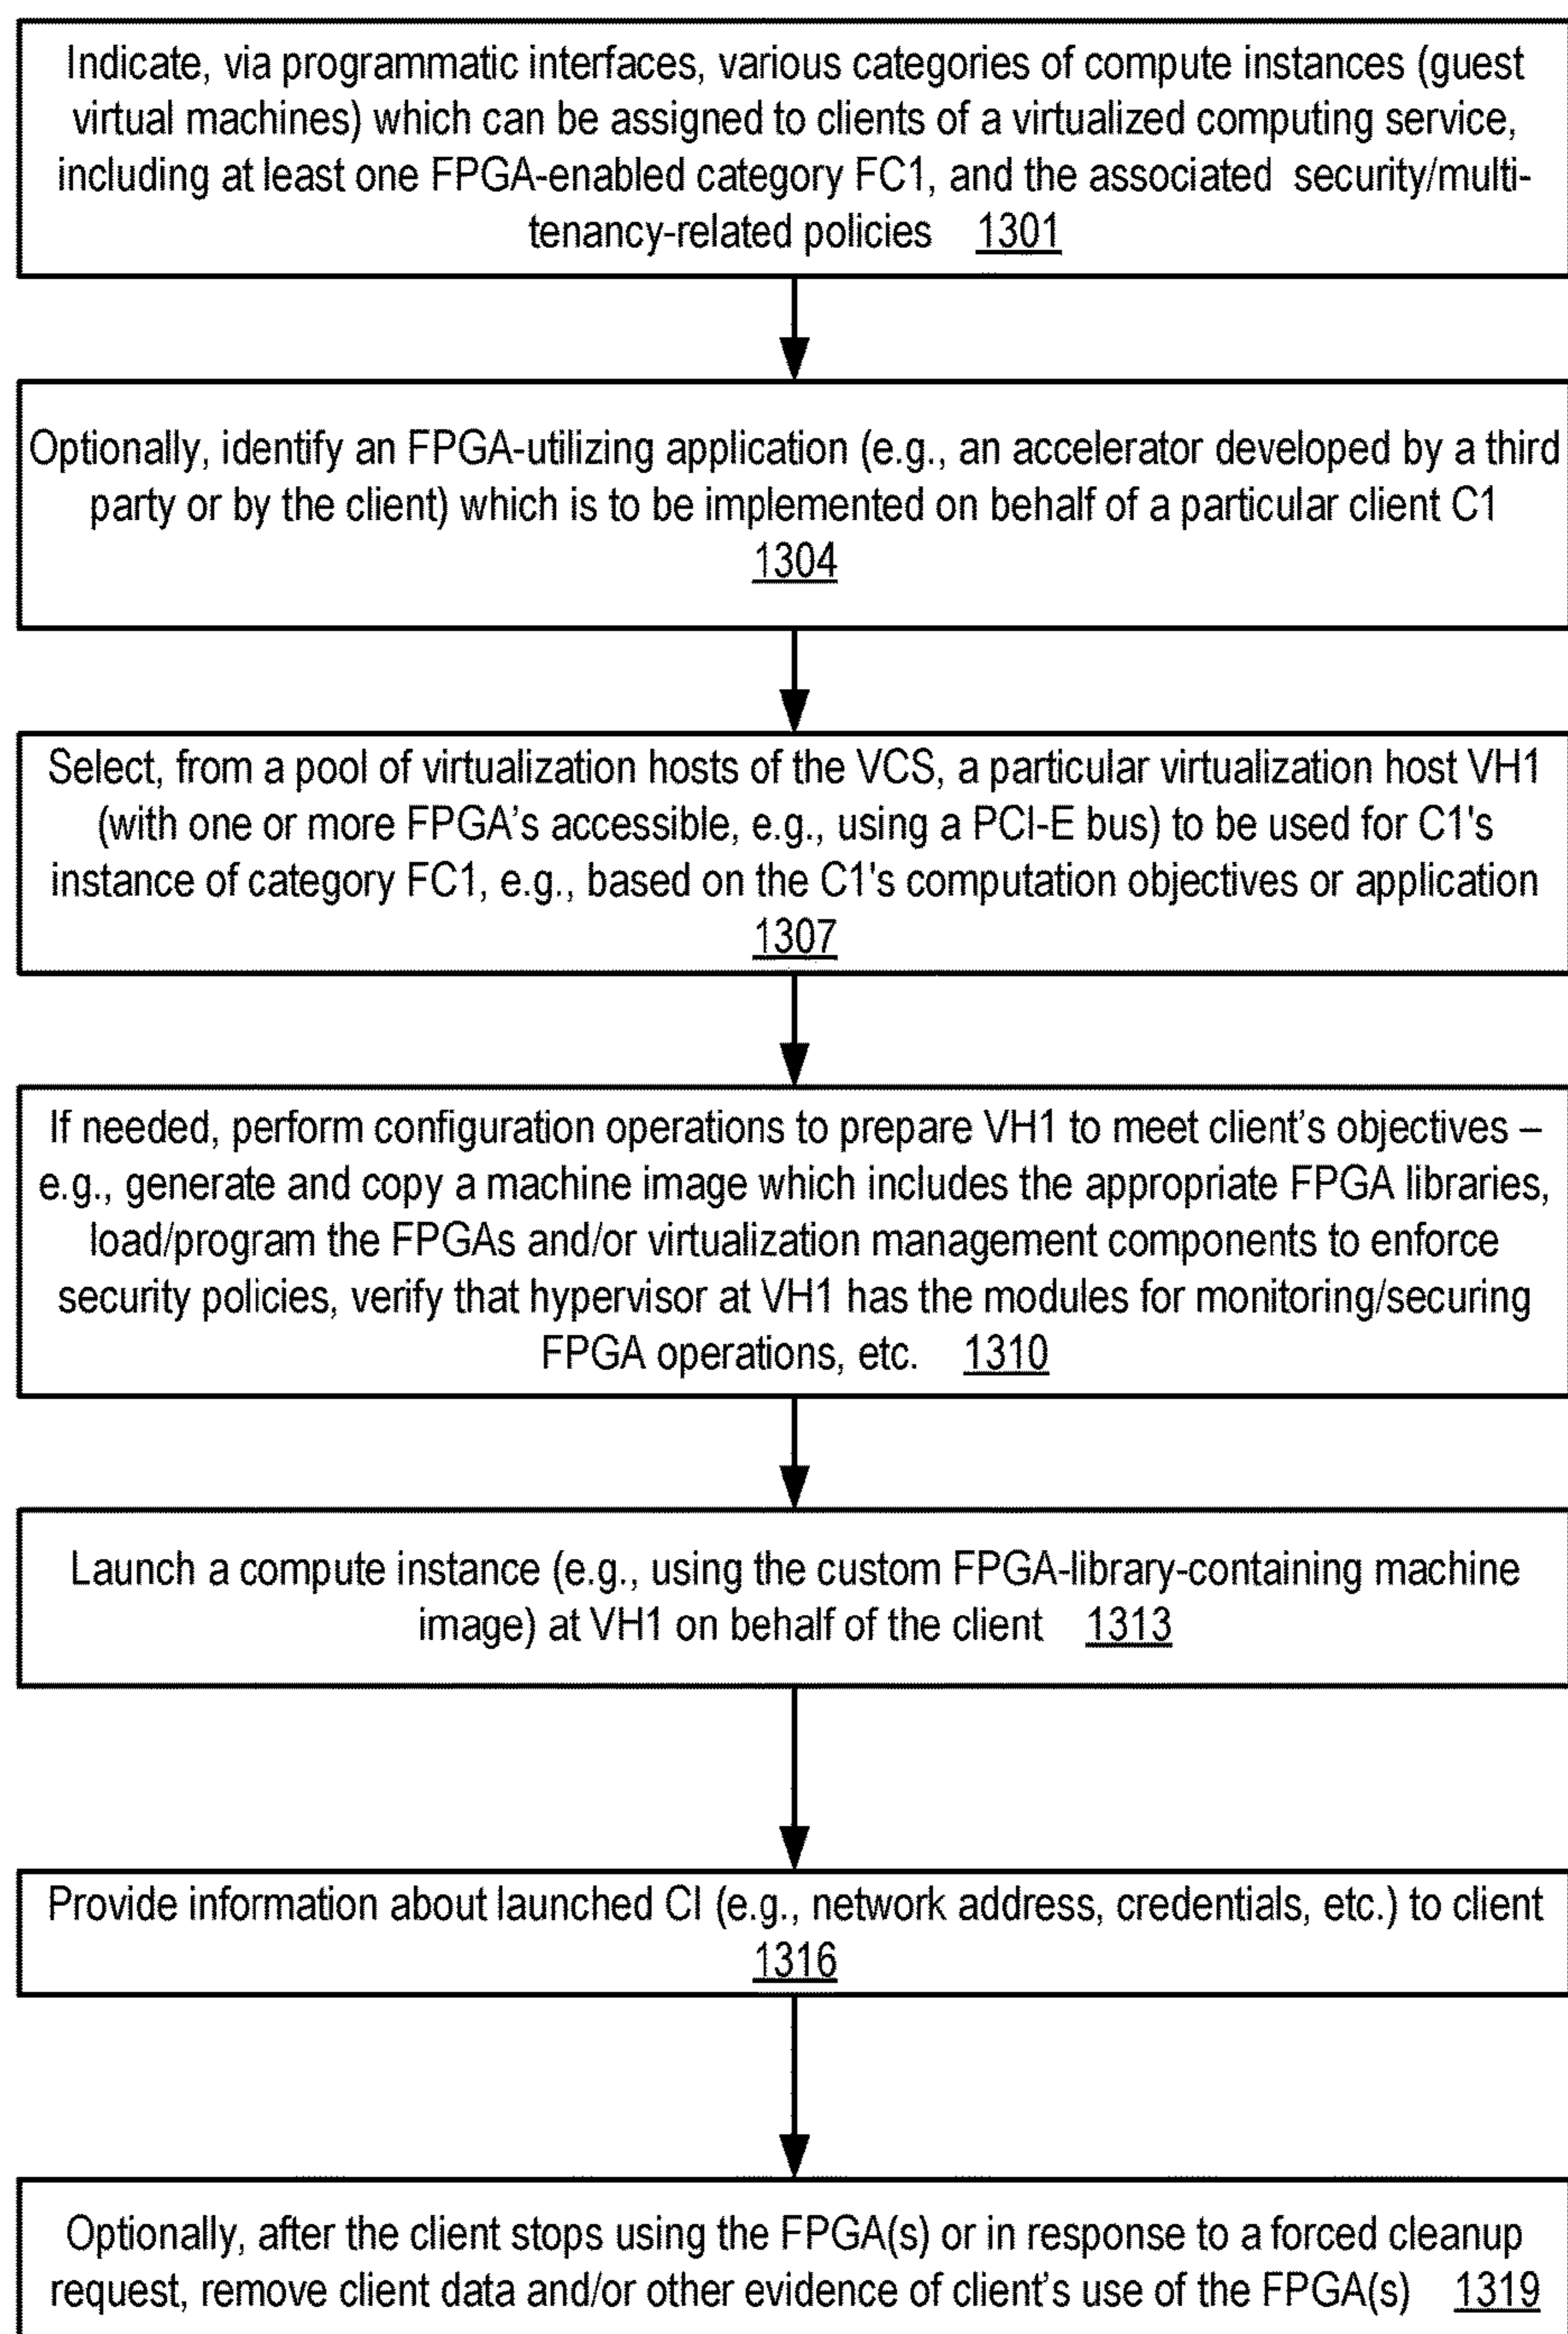 Indicate, via programmatic interfaces, various categories of compute instances (guest
virtual machines) which can be assigned to clients of a virtualized computing service,
including at least one FPGA-enabled category FC1, and the associated security/multi-
tenancy-related policies 1301
Optionally, identify an FPGA-utilizing application (e.g., an accelerator developed by a third
party or by the client) which is to be implemented on behalf of a particular client C1
1304
Select, from a pool of virtualization hosts of the VCS, a particular virtualization host VH1
(with one or more FPGA's accessible, e.g., using a PCI-E bus) to be used for C1's
instance of category FC1, e.g., based on the C1's computation objectives or application
1307
If needed, perform configuration operations to prepare VH1 to meet client's objectives –
e.g., generate and copy a machine image which includes the appropriate FPGA libraries,
load/program the FPGAs and/or virtualization management components to enforce
security policies, verify that hypervisor at VH1 has the modules for monitoring/securing
FPGA operations, etc. 1310
Launch a compute instance (e.g., using the custom FPGA-library-containing machine
image) at VH1 on behalf of the client 1313
Provide information about launched CI (e.g., network address, credentials, etc.) to client
1316
Optionally, after the client stops using the FPGA(s) or in response to a forced cleanup
request, remove client data and/or other evidence of client's use of the FPGA(s) 1319